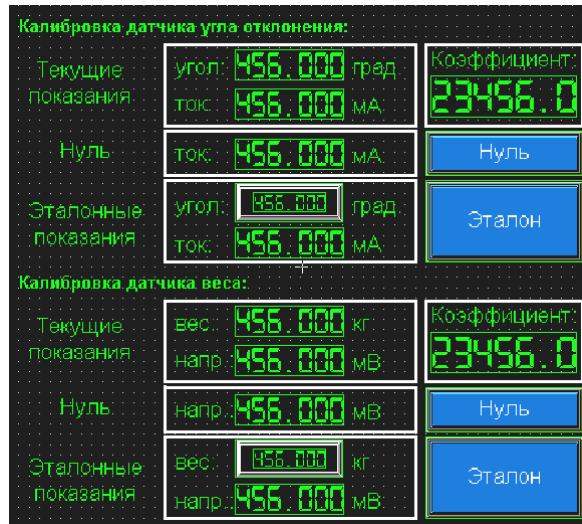 Калибровка датчика угла отклонения:
Текущие показания
угол: 456.000 град
ток: 456.000 мА
Коэффициент:
23456.0
Нуль
ток: 456.000 мА
Нуль
Эталонные показания
угол: 456.000 град
ток: 456.000 мА
Эталон
Калибровка датчика веса:
Текущие показания
вес: 456.000 кг
напр.: 456.000 мВ
Коэффициент:
23456.0
Нуль
напр.: 456.000 мВ
Нуль
Эталонные показания
вес: 456.000 кг
напр.: 456.000 мВ
Эталон